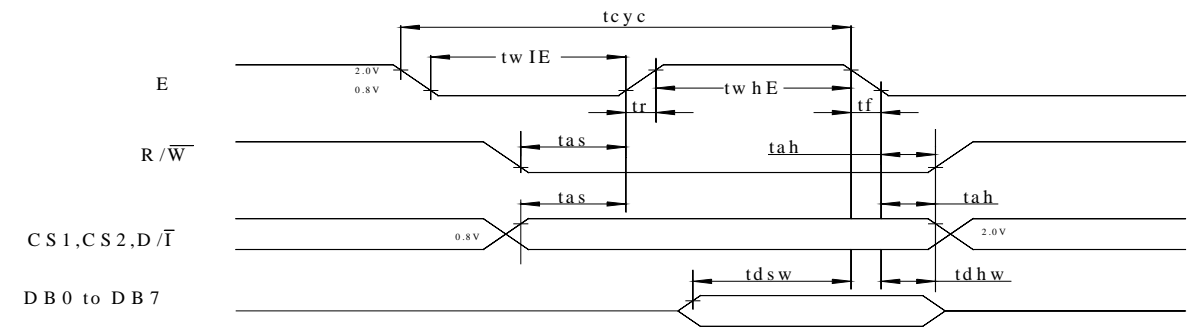 tcyc
twIE
E
2.0V
0.8V
twhE
tr
tf
R/W̅
tas
tah
tas
tah
CS1,CS2,D/I̅
0.8V
2.0V
tdsw
tdhw
DB0 to DB7